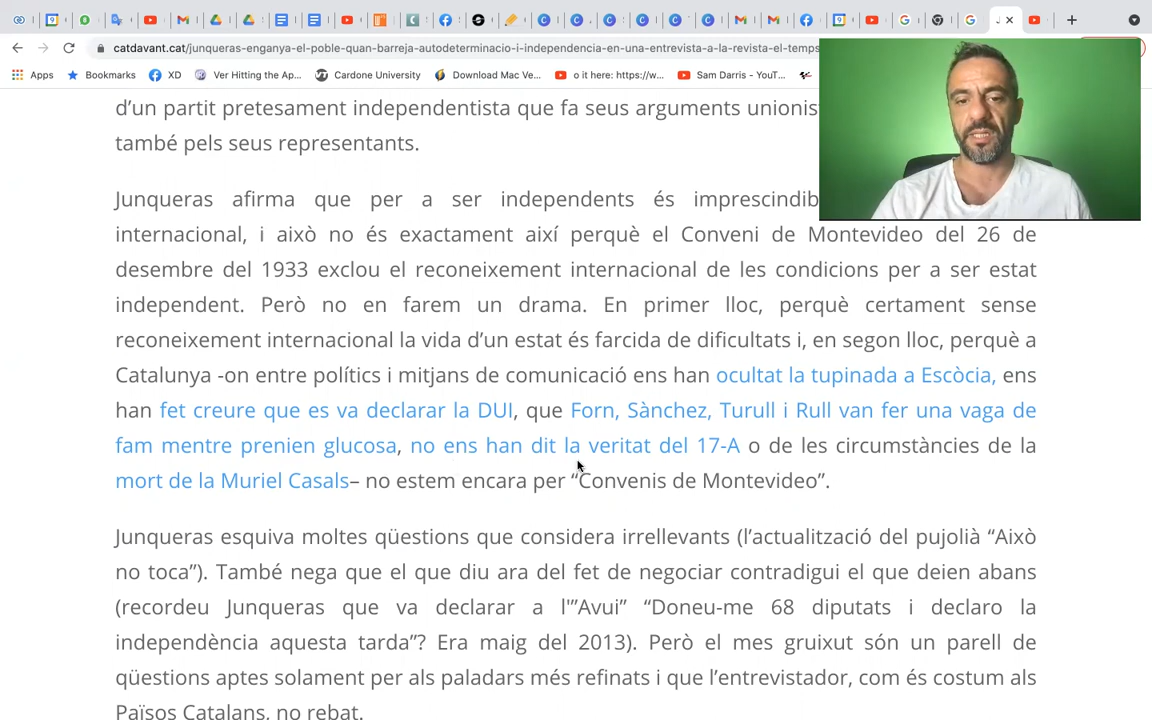 catdavant.cat/junqueras-enganya-el-poble-quan-barreja-autodeterminacio-i-independencia-en-una-entrevista-a-la-revista-el-temps
Apps Bookmarks XD Ver Hitting the Ap... Cardone University Download Mac Ve... o it here: https://w... Sam Darris - YouT...
d’un partit pretesament independentista que fa seus arguments unionis
també pels seus representants.
Junqueras afirma que per a ser independents és imprescindib
internacional, i això no és exactament així perquè el Conveni de Montevideo del 26 de
desembre del 1933 exclou el reconeixement internacional de les condicions per a ser estat
independent. Però no en farem un drama. En primer lloc, perquè certament sense
reconeixement internacional la vida d’un estat és farcida de dificultats i, en segon lloc, perquè a
Catalunya -on entre polítics i mitjans de comunicació ens han ocultat la tupinada a Escòcia, ens
han fet creure que es va declarar la DUI, que Forn, Sànchez, Turull i Rull van fer una vaga de
fam mentre prenien glucosa, no ens han dit la veritat del 17-A o de les circumstàncies de la
mort de la Muriel Casals– no estem encara per “Convenis de Montevideo”.
Junqueras esquiva moltes qüestions que considera irrellevants (l’actualització del pujolià “Això
no toca”). També nega que el que diu ara del fet de negociar contradigui el que deien abans
(recordeu Junqueras que va declarar a l'”Avui” “Doneu-me 68 diputats i declaro la
independència aquesta tarda”? Era maig del 2013). Però el mes gruixut són un parell de
qüestions aptes solament per als paladars més refinats i que l’entrevistador, com és costum als
Països Catalans, no rebat.